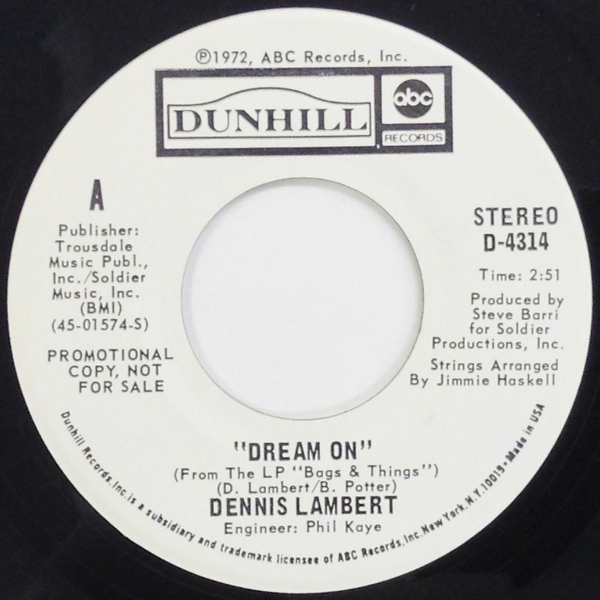 ℗1972, ABC Records, Inc.
DUNHILL
abc
RECORDS
A
Publisher:
Trousdale
Music Publ.,
Inc./Soldier
Music, Inc.
(BMI)
(45-01574-S)
PROMOTIONAL
COPY, NOT
FOR SALE
STEREO
D-4314
Time: 2:51
Produced by
Steve Barri
for Soldier
Productions, Inc.
Strings Arranged
By Jimmie Haskell
"DREAM ON"
(From The LP "Bags & Things")
(D. Lambert/B. Potter)
DENNIS LAMBERT
Engineer: Phil Kaye
Dunhill Records, Inc. is a subsidiary and trademark licensee of ABC Records, Inc. New York, N.Y. 10019 • Made in USA